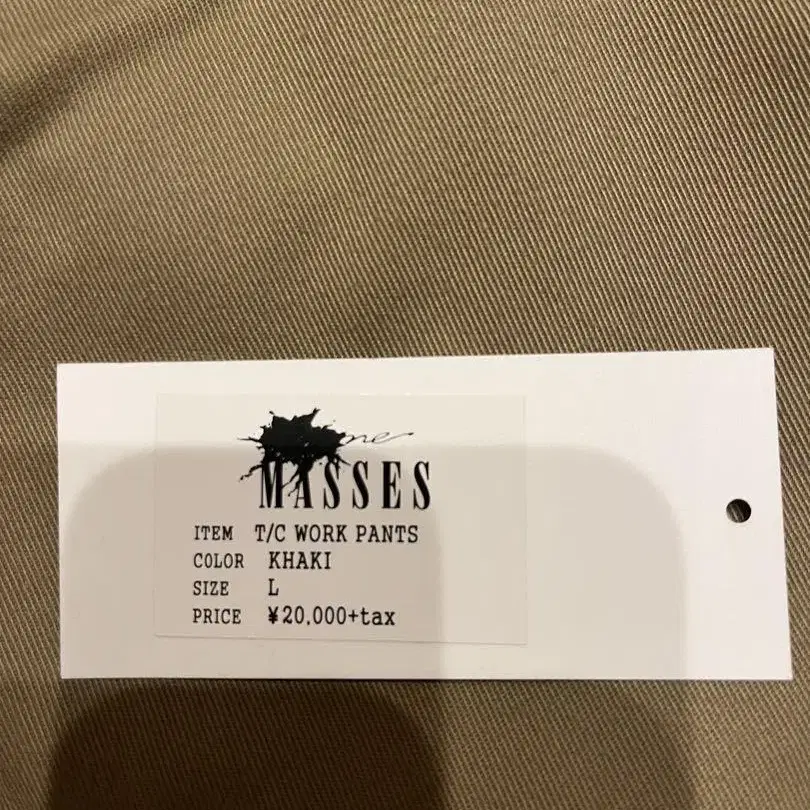 MASSES
ITEM T/C WORK PANTS
COLOR KHAKI
SIZE L
PRICE ¥20,000+tax